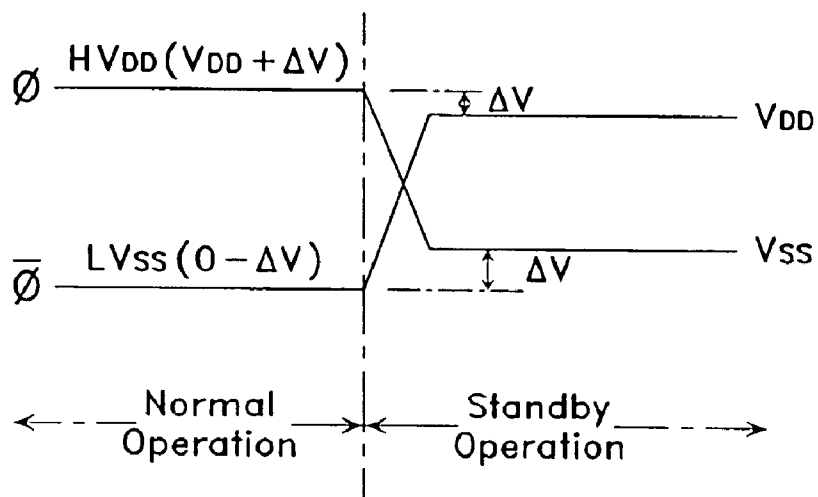 Ø HVDD(VDD + ΔV)
ΔV
VDD
Ø̅ LVSS(0 - ΔV)
ΔV
VSS
Normal Operation
Standby Operation